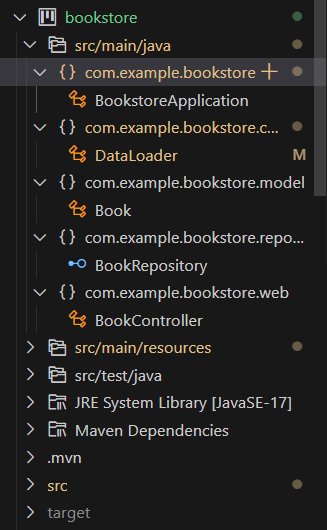 bookstore
src/main/java
{} com.example.bookstore
BookstoreApplication
{} com.example.bookstore.c...
DataLoader M
{} com.example.bookstore.model
Book
{} com.example.bookstore.repo...
BookRepository
{} com.example.bookstore.web
BookController
src/main/resources
src/test/java
JRE System Library [JavaSE-17]
Maven Dependencies
.mvn
src
target